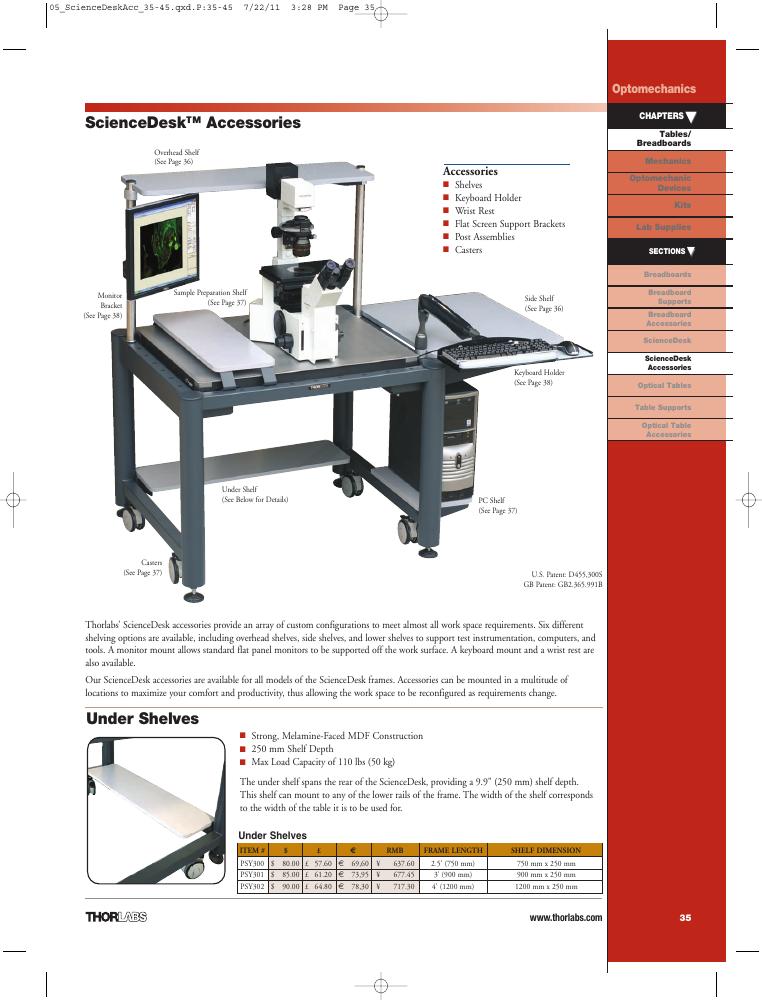 05_ScienceDeskAcc_35-45.qxd.P:35-45 7/22/11 3:28 PM Page 35
Optomechanics
CHAPTERS
Tables/
Breadboards
Mechanics
Optomechanic
Devices
Kits
Lab Supplies
SECTIONS
Breadboards
Breadboard
Supports
Breadboard
Accessories
ScienceDesk
ScienceDesk
Accessories
Optical Tables
Table Supports
Optical Table
Accessories
ScienceDesk™ Accessories
Overhead Shelf
(See Page 36)
Accessories
■ Shelves
■ Keyboard Holder
■ Wrist Rest
■ Flat Screen Support Brackets
■ Post Assemblies
■ Casters
Monitor
Bracket
(See Page 38)
Sample Preparation Shelf
(See Page 37)
Side Shelf
(See Page 36)
Keyboard Holder
(See Page 38)
THORLABS
Under Shelf
(See Below for Details)
PC Shelf
(See Page 37)
Casters
(See Page 37)
U.S. Patent: D455,300S
GB Patent: GB2,365,991B
Thorlabs' ScienceDesk accessories provide an array of custom configurations to meet almost all work space requirements. Six different
shelving options are available, including overhead shelves, side shelves, and lower shelves to support test instrumentation, computers, and
tools. A monitor mount allows standard flat panel monitors to be supported off the work surface. A keyboard mount and a wrist rest are
also available.
Our ScienceDesk accessories are available for all models of the ScienceDesk frames. Accessories can be mounted in a multitude of
locations to maximize your comfort and productivity, thus allowing the work space to be reconfigured as requirements change.
Under Shelves
■ Strong, Melamine-Faced MDF Construction
■ 250 mm Shelf Depth
■ Max Load Capacity of 110 lbs (50 kg)
The under shelf spans the rear of the ScienceDesk, providing a 9.9" (250 mm) shelf depth.
This shelf can mount to any of the lower rails of the frame. The width of the shelf corresponds
to the width of the table it is to be used for.
Under Shelves
ITEM # $ £ € RMB FRAME LENGTH SHELF DIMENSION
PSY300 $ 80.00 £ 57.60 € 69,60 ¥ 637.60 2.5' (750 mm) 750 mm x 250 mm
PSY301 $ 85.00 £ 61.20 € 73,95 ¥ 677.45 3' (900 mm) 900 mm x 250 mm
PSY302 $ 90.00 £ 64.80 € 78,30 ¥ 717.30 4' (1200 mm) 1200 mm x 250 mm
THORLABS
www.thorlabs.com
35